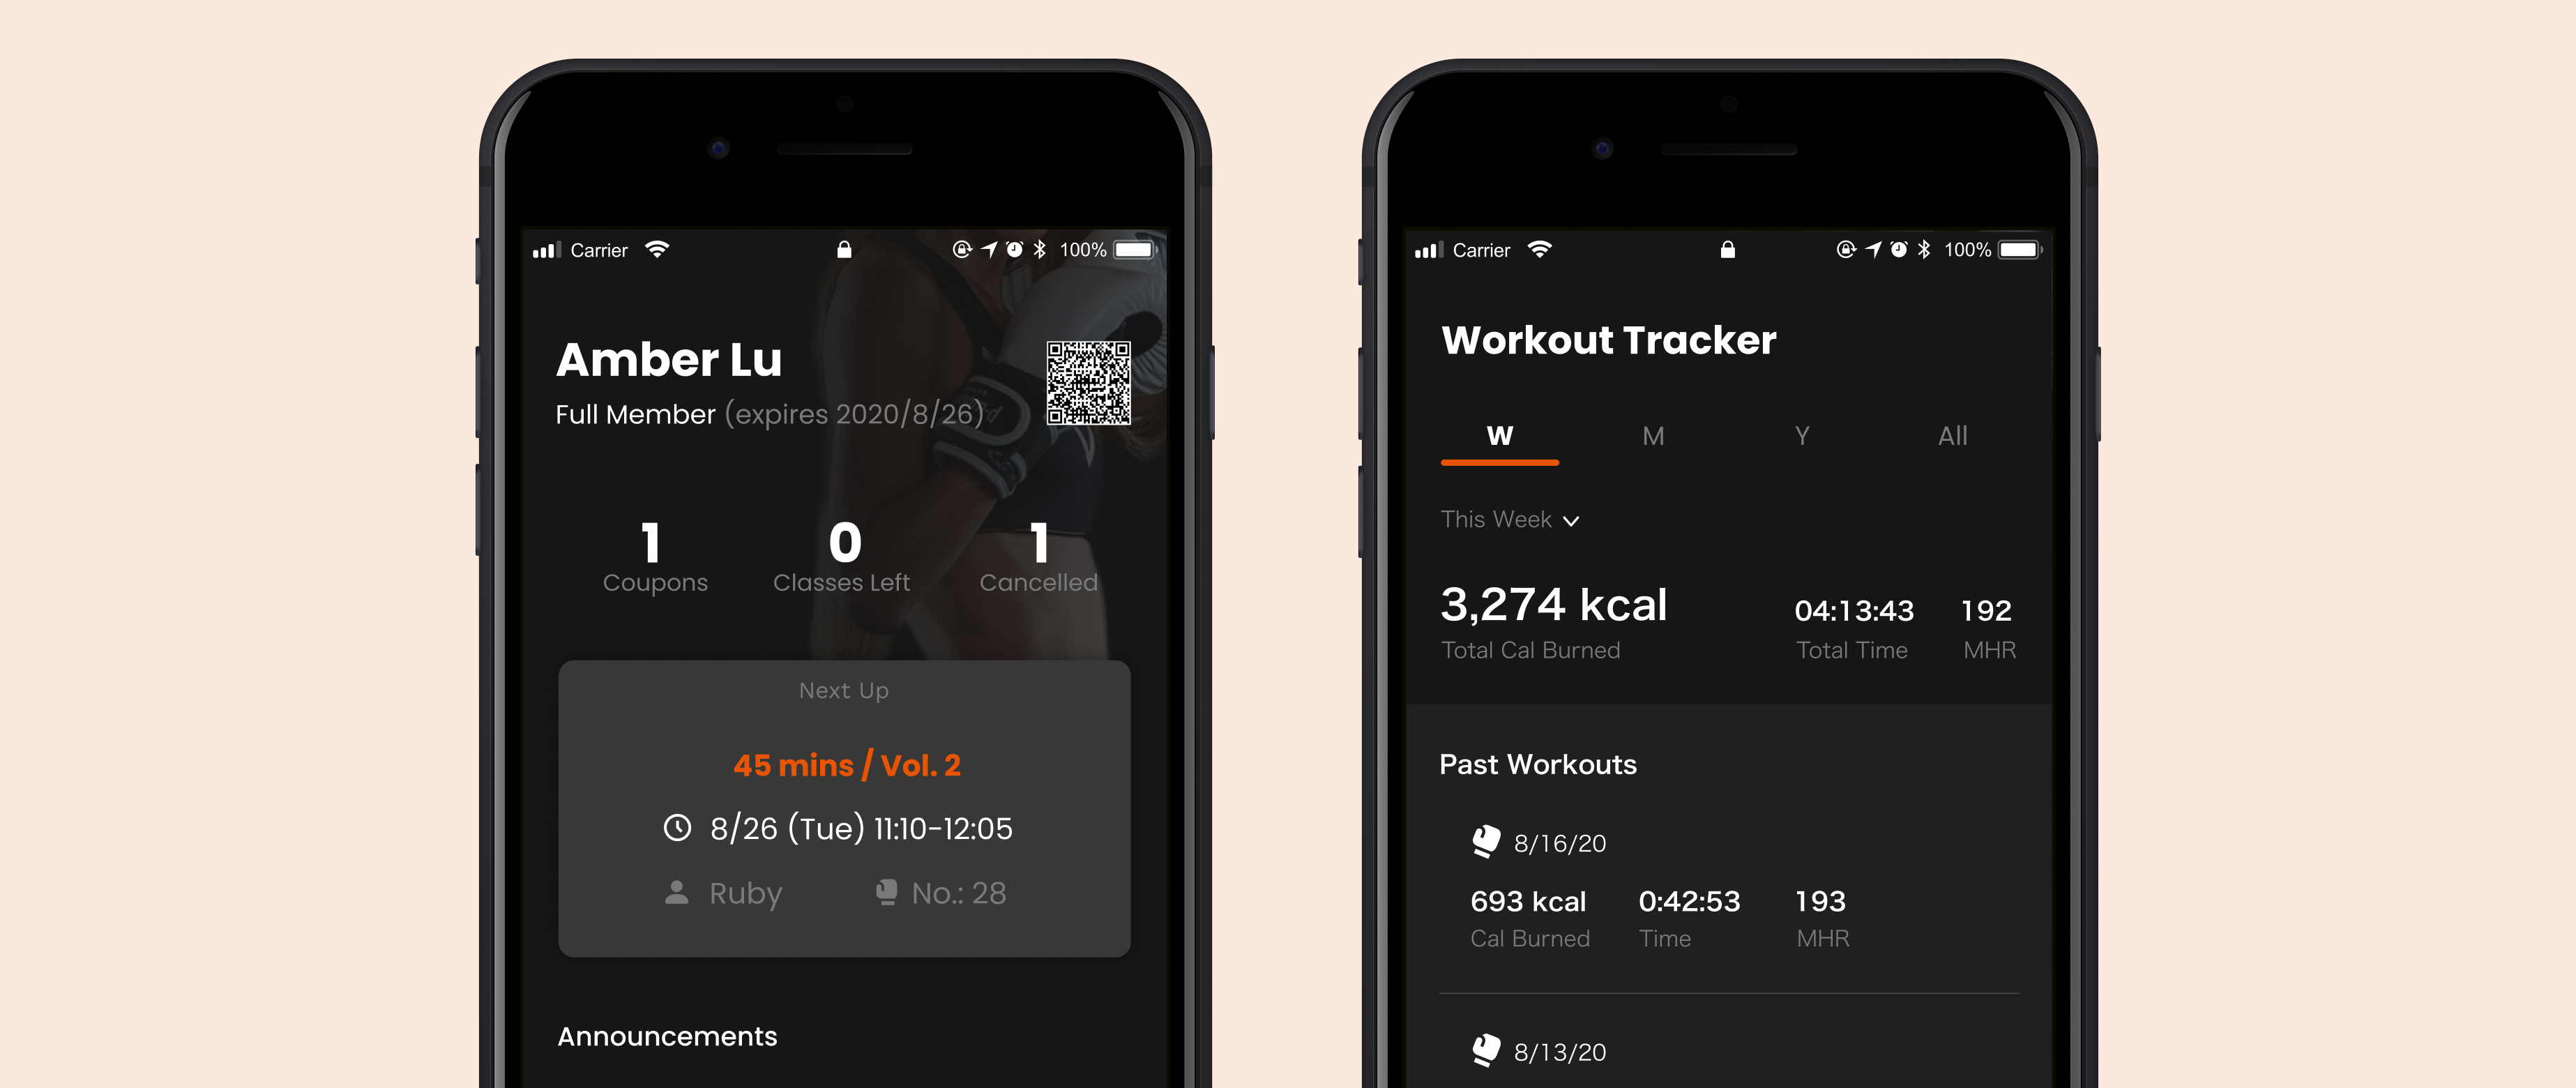 Carrier 100%
Amber Lu
Full Member (expires 2020/8/26)
1 0 1
Coupons Classes Left Cancelled
Next Up
45 mins / Vol. 2
8/26 (Tue) 11:10-12:05
Ruby No.: 28
Announcements
Carrier 100%
Workout Tracker
W M Y All
This Week
3,274 kcal 04:13:43 192
Total Cal Burned Total Time MHR
Past Workouts
8/16/20
693 kcal 0:42:53 193
Cal Burned Time MHR
8/13/20